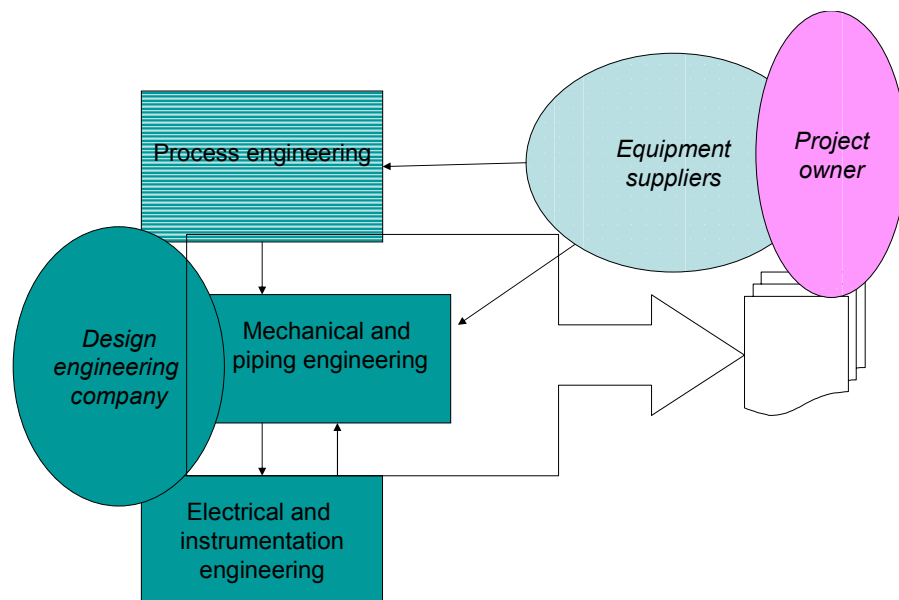 Process engineering
Equipment
suppliers
Project
owner
Design
engineering
company
Mechanical and
piping engineering
Electrical and
instrumentation
engineering